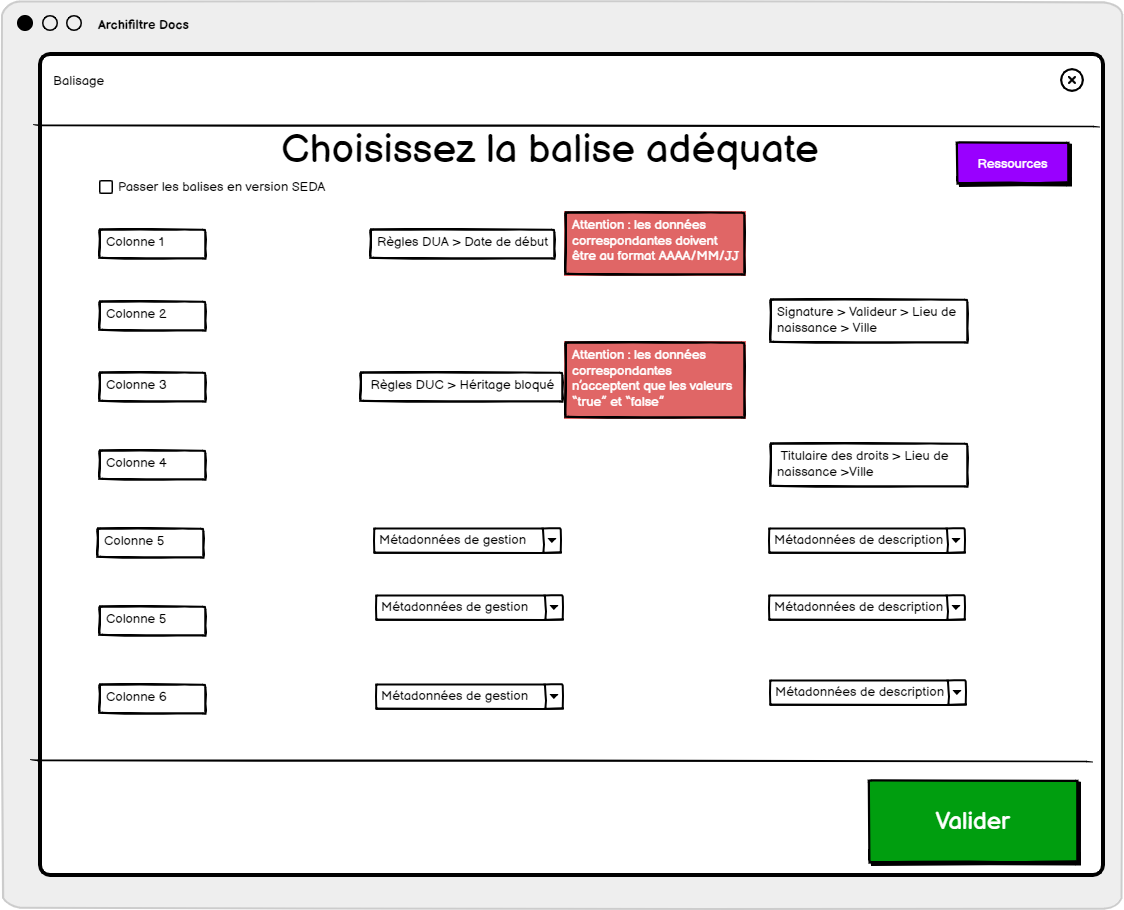 Archifiltre Docs
Balisage
Choisissez la balise adéquate
Ressources
Passer les balises en version SEDA
Colonne 1
Règles DUA > Date de début
Attention : les données
correspondantes doivent
être au format AAAA/MM/JJ
Colonne 2
Signature > Valideur > Lieu de
naissance > Ville
Colonne 3
Règles DUC > Héritage bloqué
Attention : les données
correspondantes
n'acceptent que les valeurs
"true" et "false"
Colonne 4
Titulaire des droits > Lieu de
naissance >Ville
Colonne 5
Métadonnées de gestion
Métadonnées de description
Colonne 5
Métadonnées de gestion
Métadonnées de description
Colonne 6
Métadonnées de gestion
Métadonnées de description
Valider